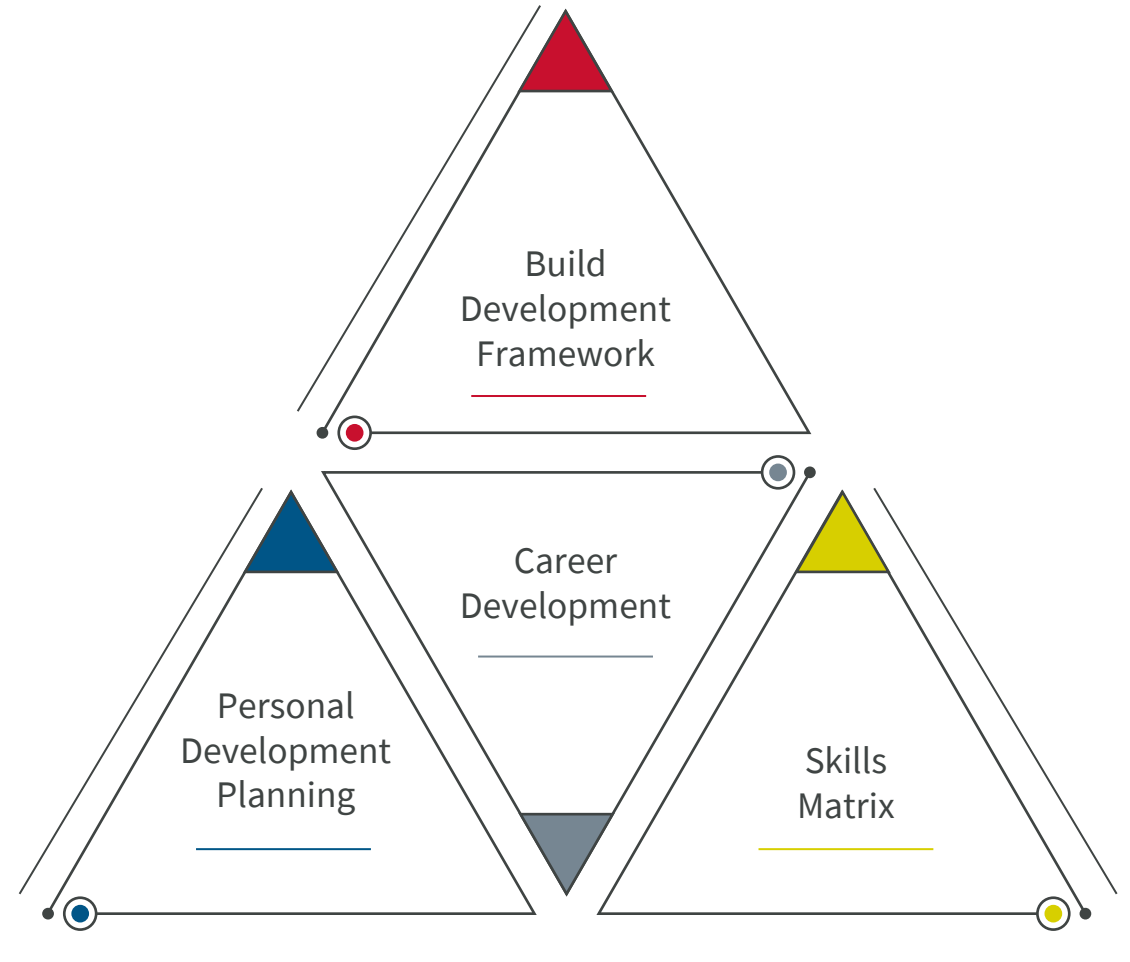 Build
Development
Framework
Career
Development
Personal
Development
Planning
Skills
Matrix